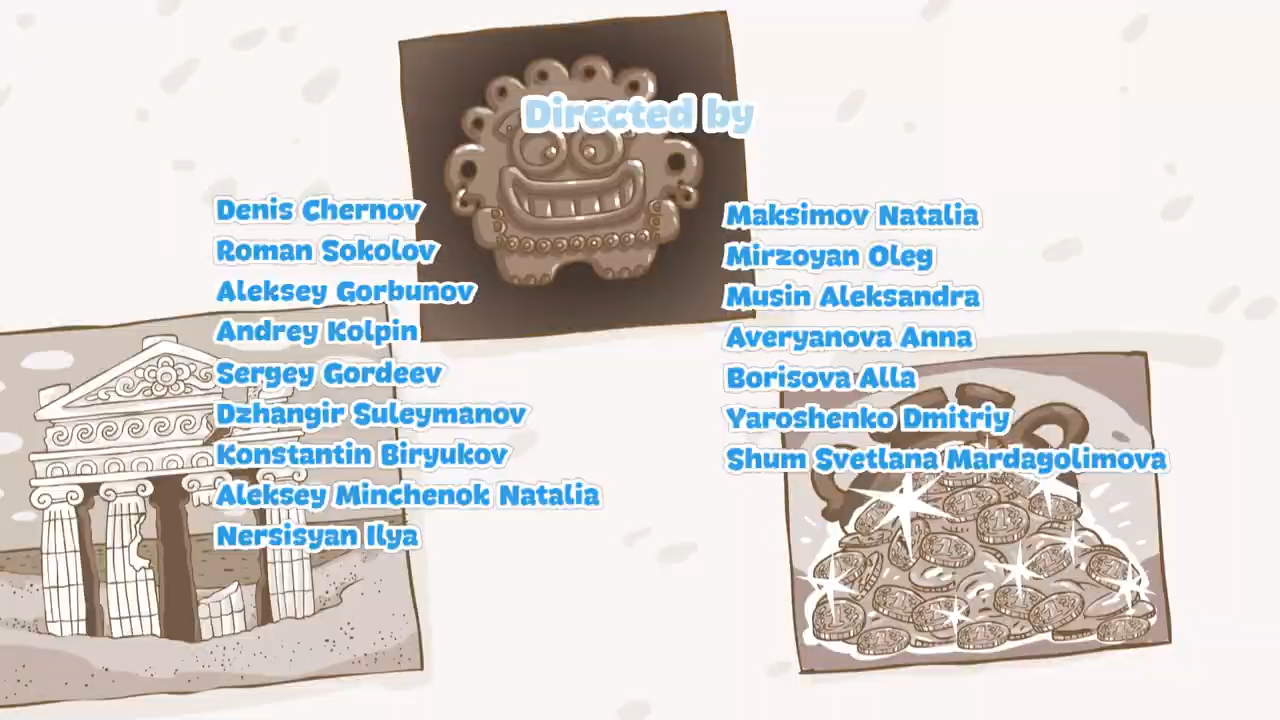 Directed by
Denis Chernov
Roman Sokolov
Aleksey Gorbunov
Andrey Kolpin
Sergey Gordeev
Dzhangir Suleymanov
Konstantin Biryukov
Aleksey Minchenok Natalia
Nersisyan Ilya
Maksimov Natalia
Mirzoyan Oleg
Musin Aleksandra
Averyanova Anna
Borisova Alla
Yaroshenko Dmitriy
Shum Svetlana Mardagolimova